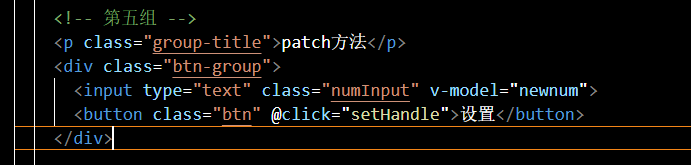 <!-- 第五组 -->
<p class="group-title">patch方法</p>
<div class="btn-group">
<input type="text" class="numInput" v-model="newnum">
<button class="btn" @click="setHandle">设置</button>
</div>